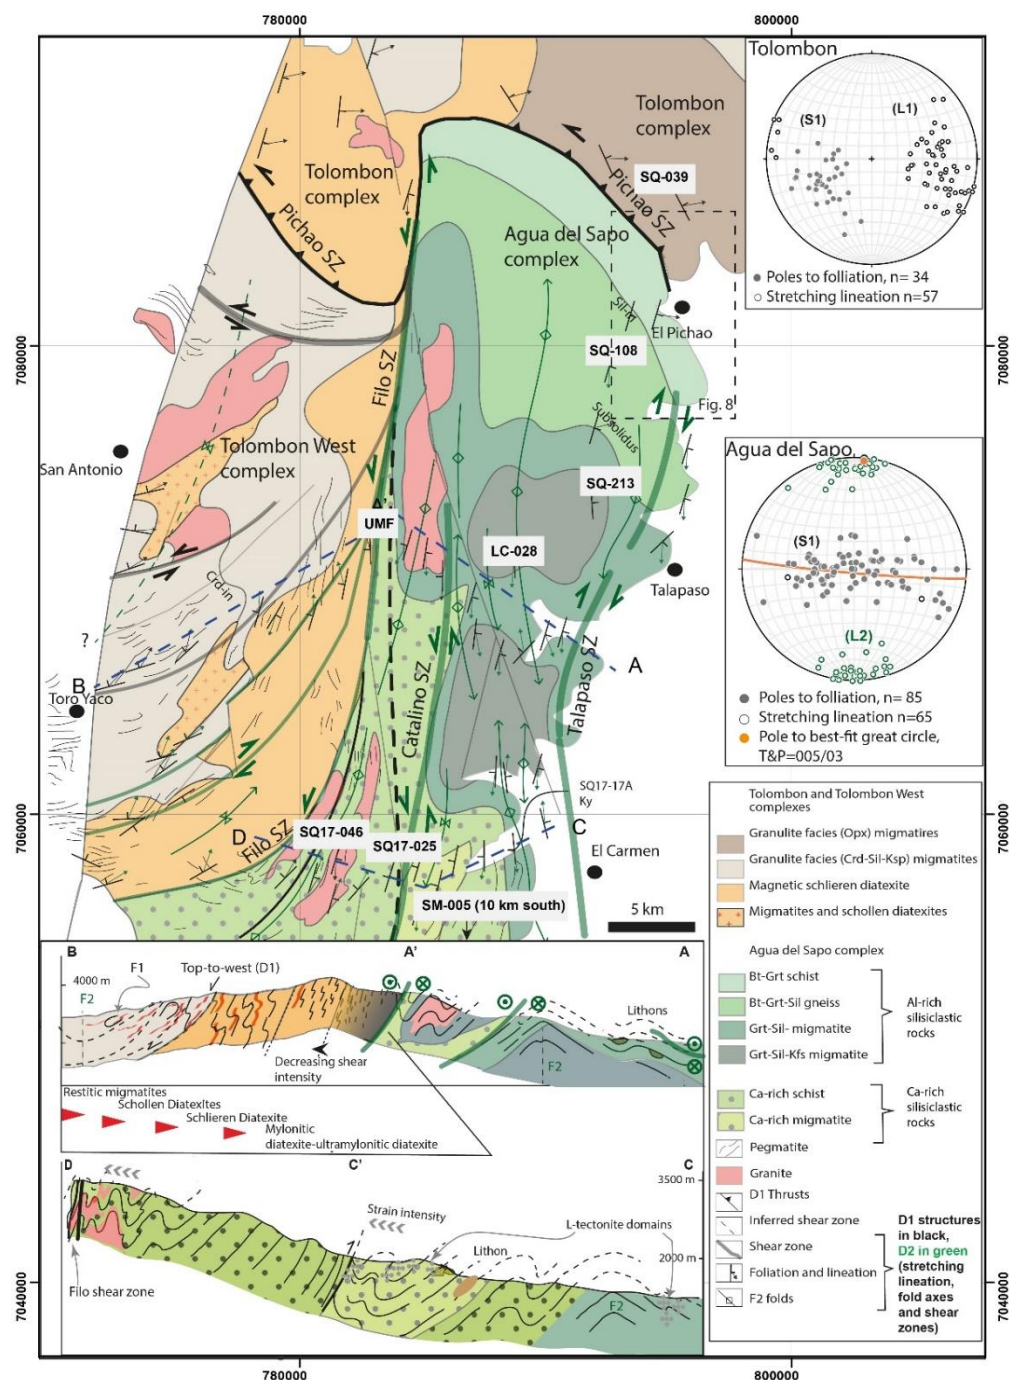 780000
800000
Tolombon
(S1)
(L1)
Poles to folliation, n= 34
Stretching lineation n=57
Tolombon
complex
Tolombon
complex
SQ-039
Pichao SZ
Pichao SZ
Agua del Sapo
complex
Sil-in
El Pichao
7080000
7080000
SQ-108
Fig. 8
Filo SZ
Subsolidus
Tolombon West
complex
San Antonio
SQ-213
A'
UMF
LC-028
Crd-in
Talapaso
?
A
B
Toro Yaco
Catalino SZ
Talapaso SZ
Agua del Sapo
(S1)
(L2)
Poles to folliation, n= 85
Stretching lineation n=65
Pole to best-fit great circle,
T&P=005/03
SQ17-17A
Ky
7060000
7060000
D
C
Filo SZ
SQ17-046
SQ17-025
El Carmen
SM-005 (10 km south)
5 km
Tolombon and Tolombon West
complexes
Granulite facies (Opx) migmatires
Granulite facies (Crd-Sil-Ksp) migmatites
Magnetic schlieren diatexite
Migmatites and schollen diatexites
Agua del Sapo complex
Bt-Grt schist
Bt-Grt-Sil gneiss
Grt-Sil- migmatite
Grt-Sil-Kfs migmatite
Al-rich
silisiclastic
rocks
Ca-rich schist
Ca-rich migmatite
Ca-rich
silisiclastic
rocks
Pegmatite
Granite
D1 Thrusts
Inferred shear zone
Shear zone
Foliation and lineation
F2 folds
D1 structures
in black,
D2 in green
(stretching
lineation,
fold axes
and shear
zones)
B
A'
A
F1
Top-to-west (D1)
4000 m
F2
Lithons
Decreasing shear
intensity
F2
Restitic migmatites
Schollen Diatexites
Schlieren Diatexite
Mylonitic
diatexite-ultramylonitic diatexite
D
C'
C
3500 m
Strain intensity
L-tectonite domains
Lithon
2000 m
Filo shear zone
F2
7040000
7040000
780000
800000